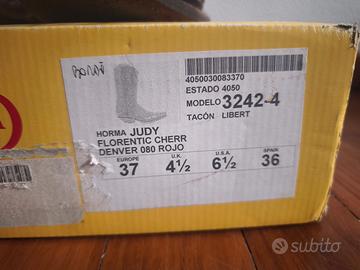 4050030083370
ESTADO 4050
MODELO 3242-4
TACÓN LIBERT
HORMA JUDY
FLORENTIC CHERR
DENVER 080 ROJO
EUROPE U.K. U.S.A. SPAIN
37 4½ 6½ 36
subito